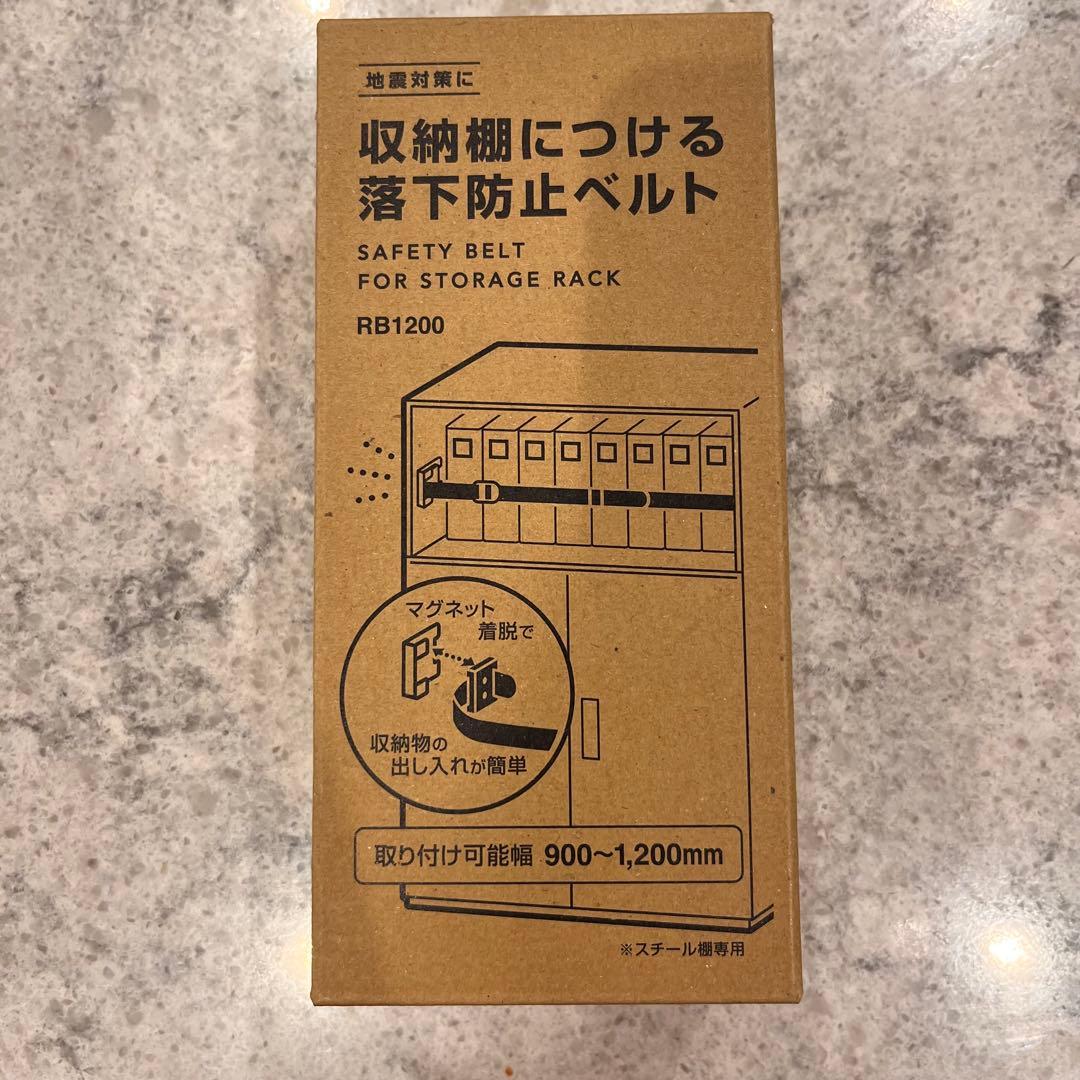 地震対策に
収納棚につける
落下防止ベルト
SAFETY BELT
FOR STORAGE RACK
RB1200
マグネット
着脱で
収納物の
出し入れが簡単
取り付け可能幅 900〜1,200mm
※スチール棚専用